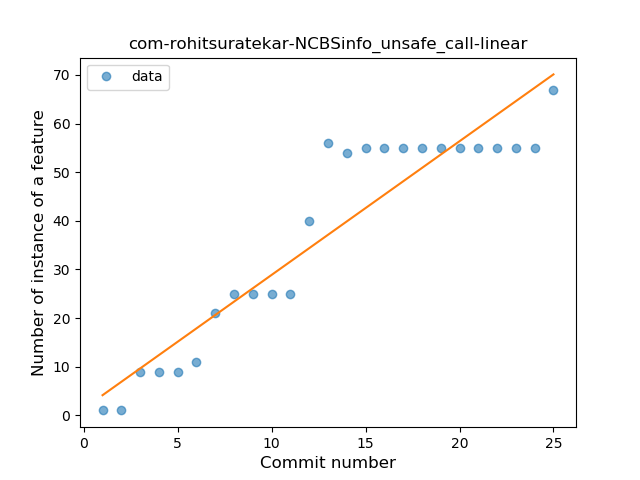 com-rohitsuratekar-NCBSinfo_unsafe_call-linear
data
Number of instance of a feature
70
60
50
40
30
20
10
0
0 5 10 15 20 25
Commit number